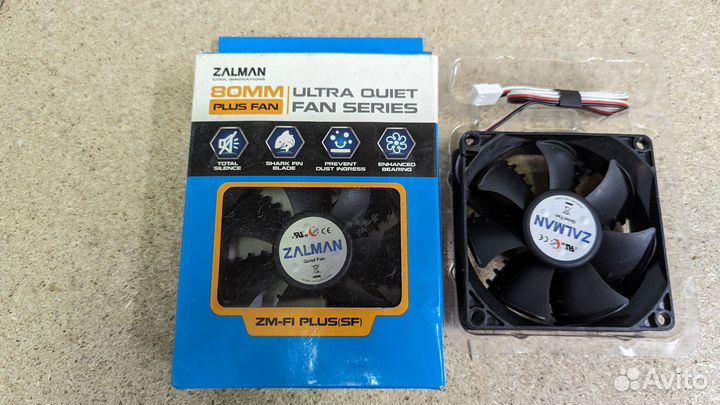 ZALMAN
COOL INNOVATIONS
80MM
PLUS FAN
ULTRA QUIET
FAN SERIES
TOTAL
SILENCE
SHARK FIN
BLADE
PREVENT
DUST INGRESS
ENHANCED
BEARING
ZALMAN
Quiet Fan
ZM-F1 PLUS(SF)
ZALMAN
Quiet Fan
Avito